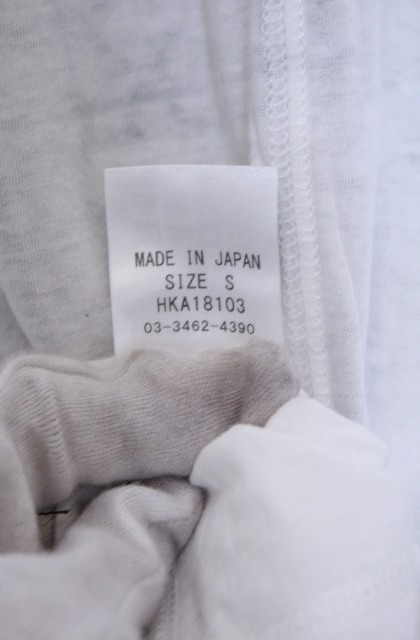 MADE IN JAPAN
SIZE S
HKA18103
03-3462-4390